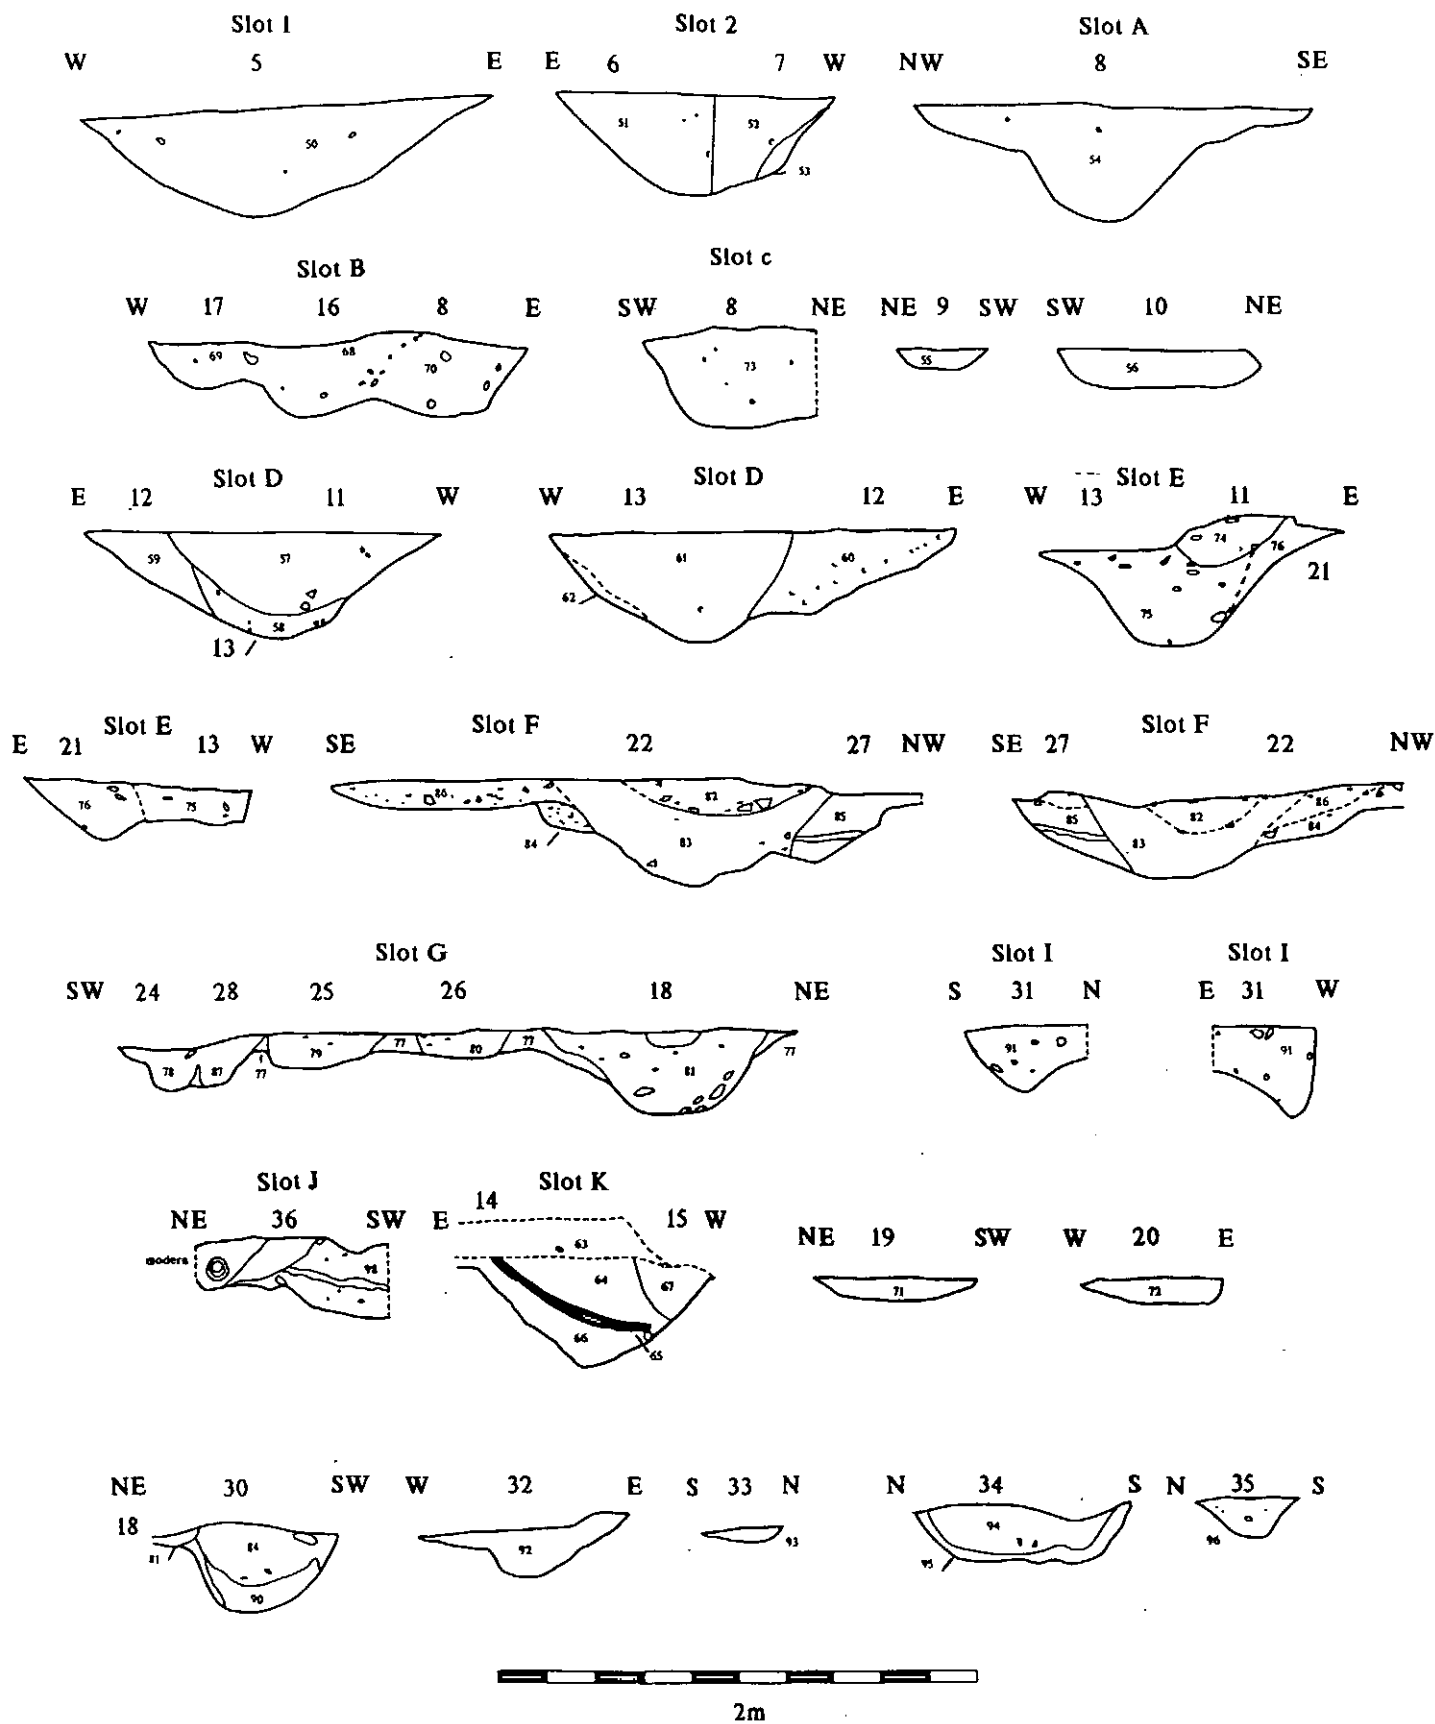 Slot 1 Slot 2 Slot A
W 5 E E 6 7 W NW 8 SE
50 51 52 53 54
Slot B Slot c
W 17 16 8 E SW 8 NE NE 9 SW SW 10 NE
69 68 70 73 55 56
Slot D Slot D Slot E
E 12 11 W W 13 12 E W 13 11 E
59 57 58 61 60 62 74 76 75
13 21
Slot E Slot F Slot F
E 21 13 W SE 22 27 NW SE 27 22 NW
76 75 86 82 85 84 83 85 82 86 84 83
Slot G Slot I Slot I
SW 24 28 25 26 18 NE S 31 N E 31 W
78 87 77 79 77 80 77 81 77 91 91
Slot J Slot K
NE 36 SW E 14 15 W NE 19 SW W 20 E
modern 63 64 67 66 65 71 72
NE 30 SW W 32 E S 33 N N 34 S N 35 S
18
81 90 92 93 94 95 96
2m